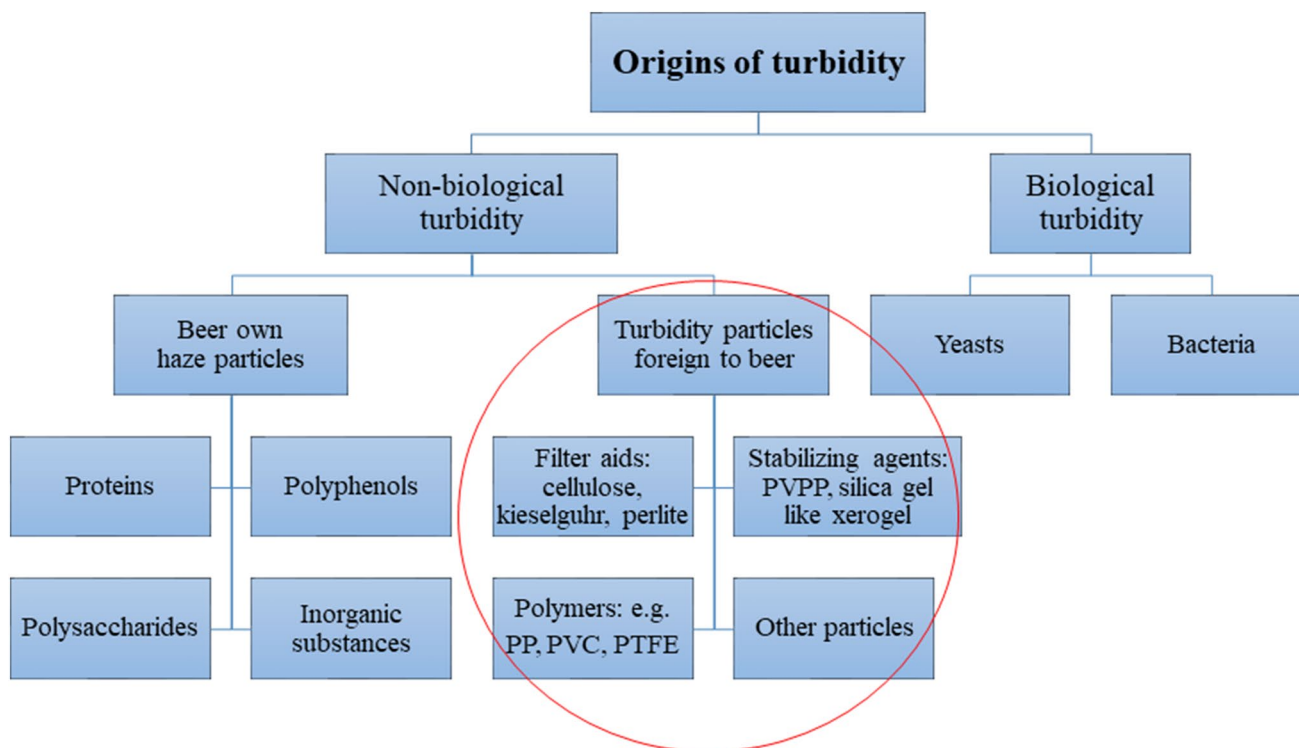 Origins of turbidity
Non-biological
turbidity
Biological
turbidity
Beer own
haze particles
Turbidity particles
foreign to beer
Yeasts
Bacteria
Proteins
Polyphenols
Filter aids:
cellulose,
kieselguhr, perlite
Stabilizing agents:
PVPP, silica gel
like xerogel
Polysaccharides
Inorganic
substances
Polymers: e.g.
PP, PVC, PTFE
Other particles